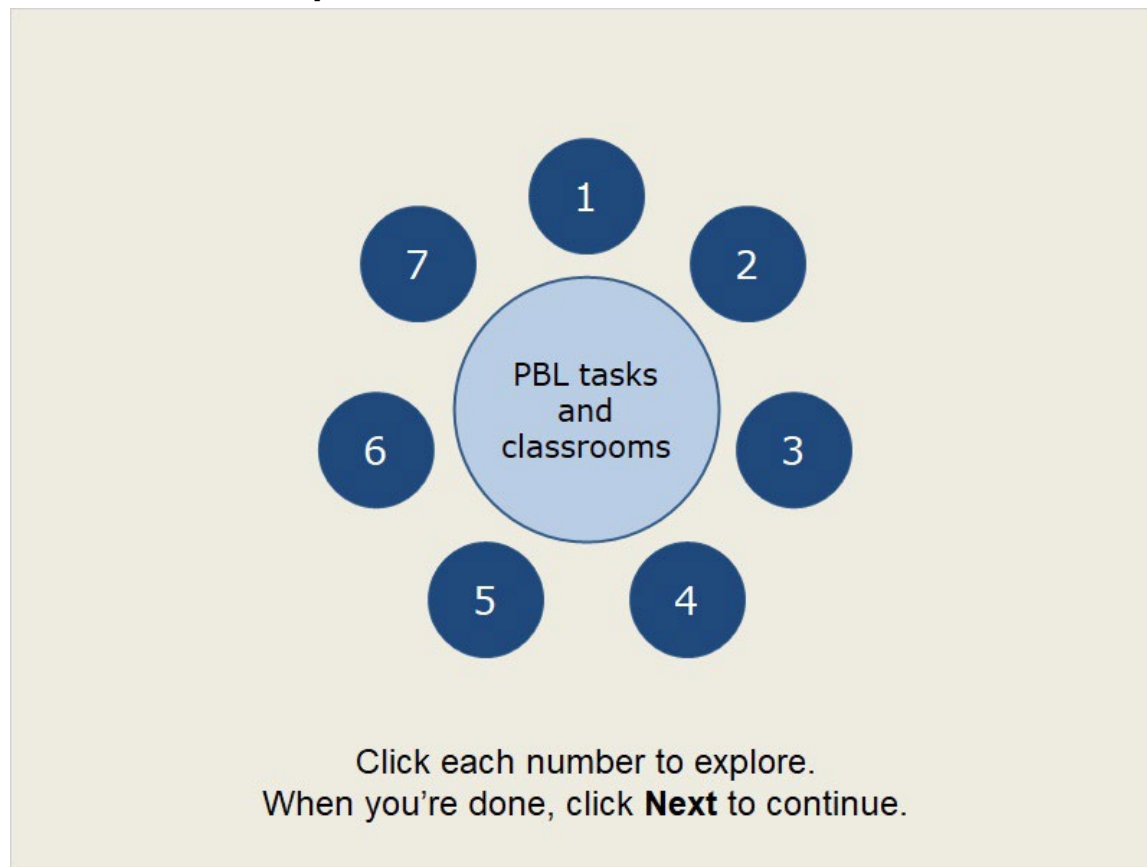 1
2
3
4
5
6
7
PBL tasks
and
classrooms
Click each number to explore.
When you’re done, click Next to continue.